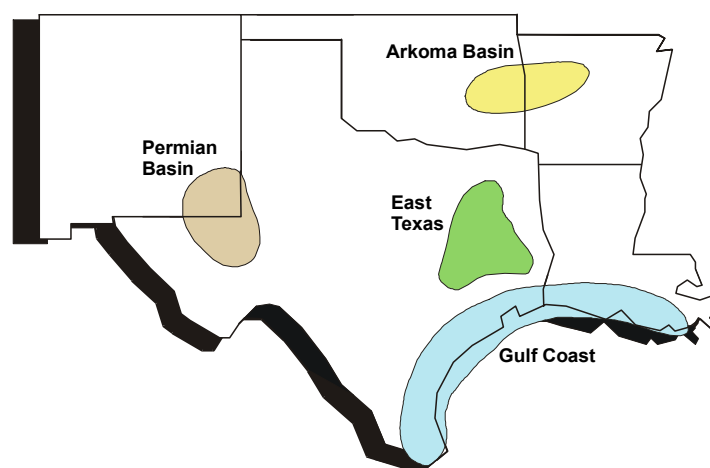 Arkoma Basin
Permian
Basin
East
Texas
Gulf Coast